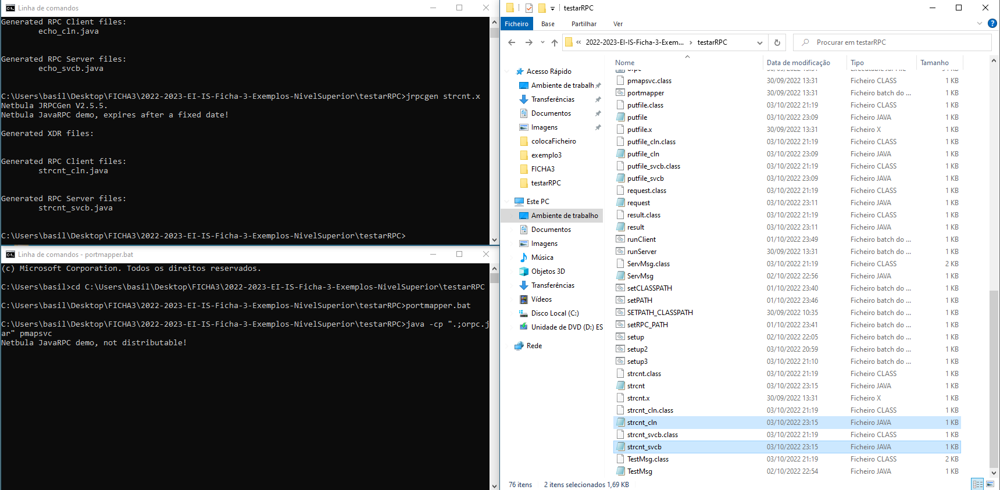 Linha de comandos
Generated RPC Client files:
echo_cln.java
Generated RPC Server files:
echo_svcb.java
C:\Users\basil\Desktop\FICHA3\2022-2023-EI-IS-Ficha-3-Exemplos-NivelSuperior\testarRPC>jrpcgen strcnt.x
Netbula JRPCGen V2.5.5.
Netbula JavaRPC demo, expires after a fixed date!
Generated XDR files:
Generated RPC Client files:
strcnt_cln.java
Generated RPC Server files:
strcnt_svcb.java
C:\Users\basil\Desktop\FICHA3\2022-2023-EI-IS-Ficha-3-Exemplos-NivelSuperior\testarRPC>
Linha de comandos - portmapper.bat
(c) Microsoft Corporation. Todos os direitos reservados.
C:\Users\basil>cd C:\Users\basil\Desktop\FICHA3\2022-2023-EI-IS-Ficha-3-Exemplos-NivelSuperior\testarRPC
C:\Users\basil\Desktop\FICHA3\2022-2023-EI-IS-Ficha-3-Exemplos-NivelSuperior\testarRPC>portmapper.bat
C:\Users\basil\Desktop\FICHA3\2022-2023-EI-IS-Ficha-3-Exemplos-NivelSuperior\testarRPC>java -cp ".;orpc.j
ar" pmapsvc
Netbula JavaRPC demo, not distributable!
testarRPC
Ficheiro Base Partilhar Ver
« 2022-2023-EI-IS-Ficha-3-Exem... > testarRPC
Procurar em testarRPC
Acesso Rápido
Ambiente de trabalh
Transferências
Documentos
Imagens
colocaFicheiro
exemplo3
FICHA3
testarRPC
Este PC
Ambiente de trabalho
Documentos
Imagens
Música
Objetos 3D
Transferências
Vídeos
Disco Local (C:)
Unidade de DVD (D:) ES
Rede
Nome Data de modificação Tipo Tamanho
pmapsvc.class 30/09/2022 13:31 Ficheiro CLASS 1 KB
portmapper 30/09/2022 13:31 Ficheiro batch do ... 1 KB
putfile.class 03/10/2022 21:19 Ficheiro CLASS 1 KB
putfile 03/10/2022 23:09 Ficheiro JAVA 1 KB
putfile.x 30/09/2022 13:31 Ficheiro X 1 KB
putfile_cln.class 03/10/2022 21:19 Ficheiro CLASS 1 KB
putfile_cln 03/10/2022 23:09 Ficheiro JAVA 1 KB
putfile_svcb.class 03/10/2022 21:19 Ficheiro CLASS 1 KB
putfile_svcb 03/10/2022 23:09 Ficheiro JAVA 1 KB
request.class 03/10/2022 21:19 Ficheiro CLASS 1 KB
request 03/10/2022 23:11 Ficheiro JAVA 1 KB
result.class 03/10/2022 21:19 Ficheiro CLASS 1 KB
result 03/10/2022 23:11 Ficheiro JAVA 1 KB
runClient 01/10/2022 23:49 Ficheiro batch do ... 1 KB
runServer 30/09/2022 13:31 Ficheiro batch do ... 1 KB
ServMsg.class 03/10/2022 21:19 Ficheiro CLASS 2 KB
ServMsg 02/10/2022 22:56 Ficheiro JAVA 1 KB
setCLASSPATH 01/10/2022 23:40 Ficheiro batch do ... 1 KB
setPATH 01/10/2022 23:46 Ficheiro batch do ... 1 KB
SETPATH_CLASSPATH 30/09/2022 10:35 Ficheiro batch do ... 1 KB
setRPC_PATH 01/10/2022 23:41 Ficheiro batch do ... 1 KB
setup 02/10/2022 22:05 Ficheiro batch do ... 1 KB
setup2 03/10/2022 20:59 Ficheiro batch do ... 1 KB
setup3 03/10/2022 21:10 Ficheiro batch do ... 1 KB
strcnt.class 03/10/2022 21:19 Ficheiro CLASS 1 KB
strcnt 03/10/2022 23:15 Ficheiro JAVA 1 KB
strcnt.x 30/09/2022 13:31 Ficheiro X 1 KB
strcnt_cln.class 03/10/2022 21:19 Ficheiro CLASS 1 KB
strcnt_cln 03/10/2022 23:15 Ficheiro JAVA 1 KB
strcnt_svcb.class 03/10/2022 21:19 Ficheiro CLASS 1 KB
strcnt_svcb 03/10/2022 23:15 Ficheiro JAVA 1 KB
TestMsg.class 03/10/2022 21:19 Ficheiro CLASS 2 KB
TestMsg 02/10/2022 22:54 Ficheiro JAVA 1 KB
76 itens 2 itens selecionados 1,69 KB